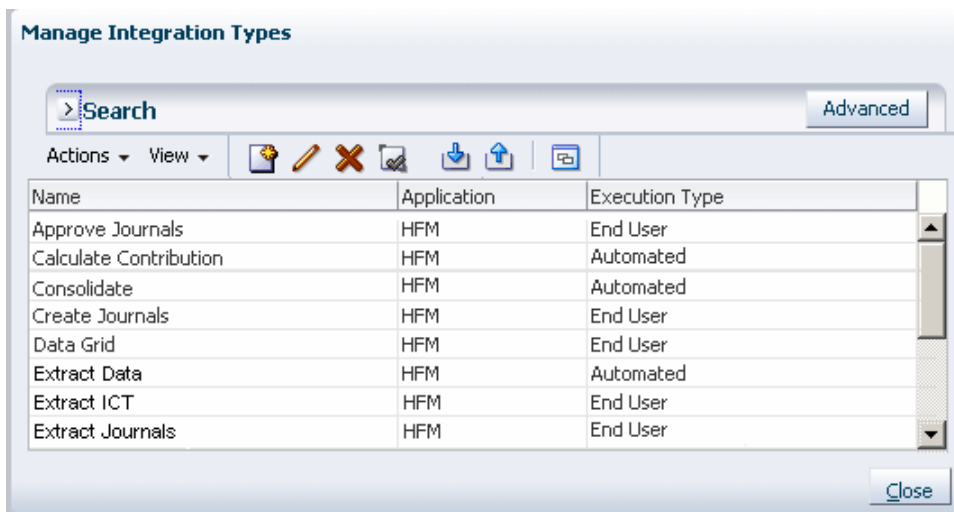 Manage Integration Types
Search Advanced
Actions View
Name Application Execution Type
Approve Journals HFM End User
Calculate Contribution HFM Automated
Consolidate HFM Automated
Create Journals HFM End User
Data Grid HFM End User
Extract Data HFM Automated
Extract ICT HFM End User
Extract Journals HFM End User
Close